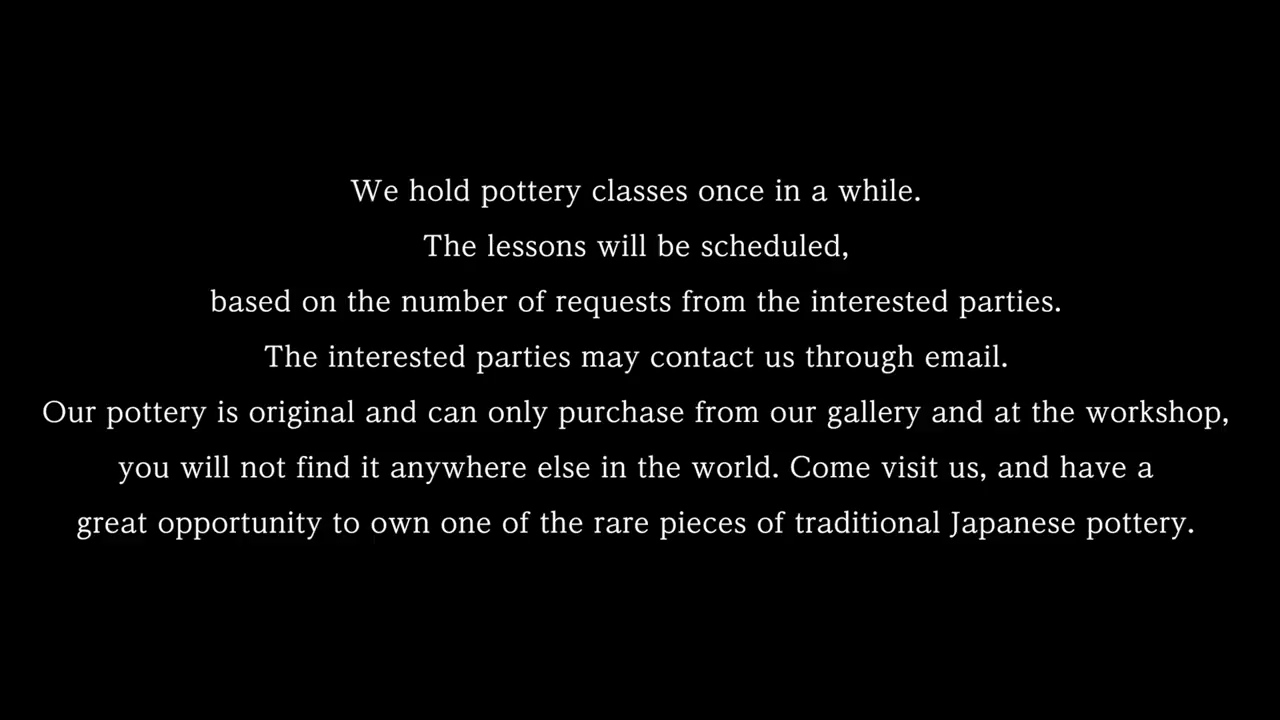 We hold pottery classes once in a while.
The lessons will be scheduled,
based on the number of requests from the interested parties.
The interested parties may contact us through email.
Our pottery is original and can only purchase from our gallery and at the workshop,
you will not find it anywhere else in the world. Come visit us, and have a
great opportunity to own one of the rare pieces of traditional Japanese pottery.